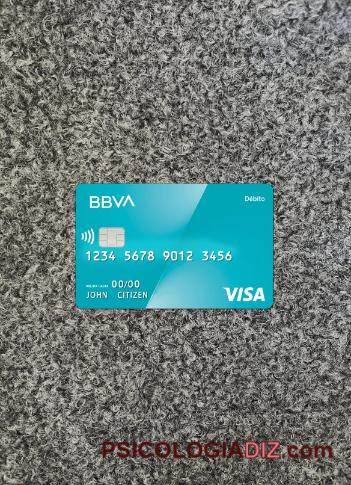 BBVA
Débito
1234 5678 9012 3456
00/00
JOHN CITIZEN
VISA
PSICOLOGIADIZ.com